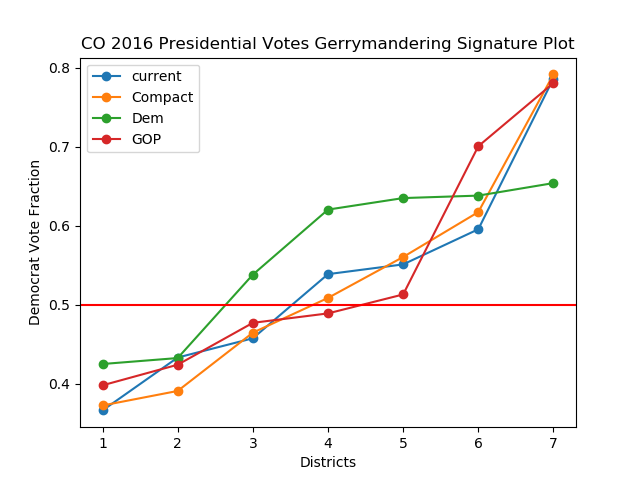 CO 2016 Presidential Votes Gerrymandering Signature Plot
current
Compact
Dem
GOP
0.8
0.7
0.6
0.5
0.4
Democrat Vote Fraction
1 2 3 4 5 6 7
Districts